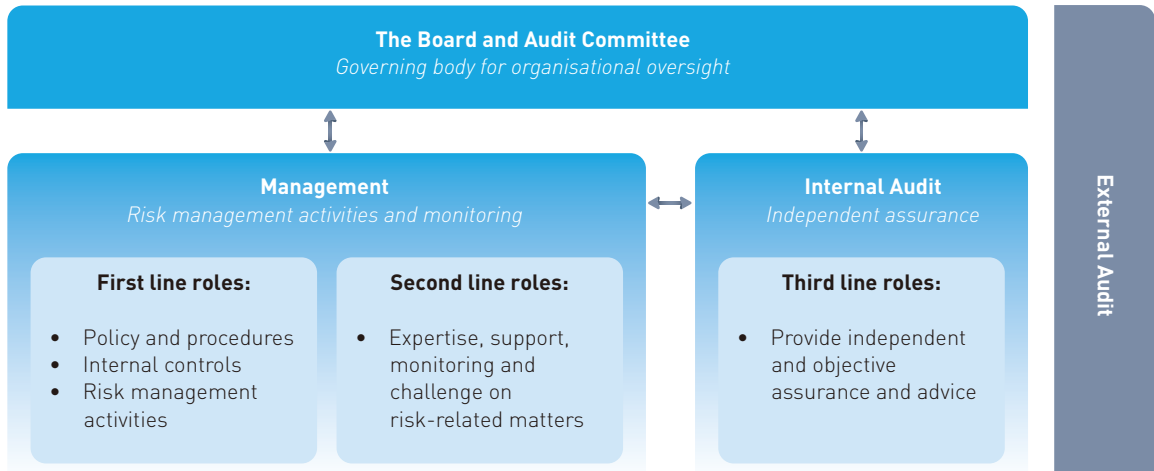 The Board and Audit Committee
Governing body for organisational oversight
Management
Risk management activities and monitoring
First line roles:
• Policy and procedures
• Internal controls
• Risk management
activities
Second line roles:
• Expertise, support,
monitoring and
challenge on
risk-related matters
Internal Audit
Independent assurance
Third line roles:
• Provide independent
and objective
assurance and advice
External Audit